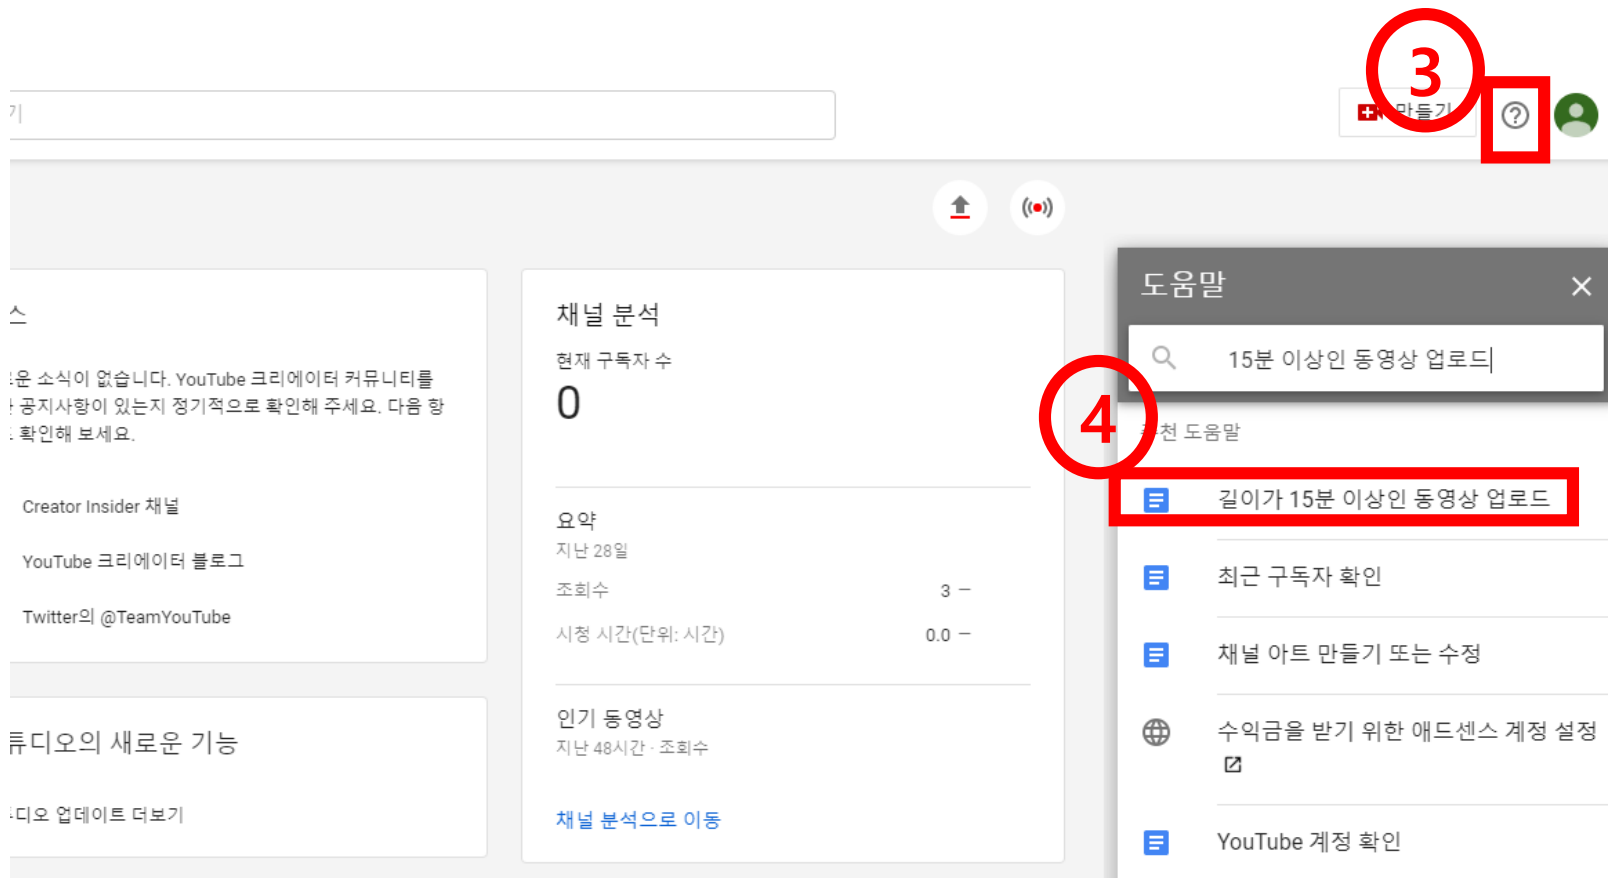 3
기
만들기
도움말
15분 이상인 동영상 업로드
4
천 도움말
길이가 15분 이상인 동영상 업로드
최근 구독자 확인
채널 아트 만들기 또는 수정
수익금을 받기 위한 애드센스 계정 설정
YouTube 계정 확인
스
운 소식이 없습니다. YouTube 크리에이터 커뮤니티를
공지사항이 있는지 정기적으로 확인해 주세요. 다음 항
확인해 보세요.
Creator Insider 채널
YouTube 크리에이터 블로그
Twitter의 @TeamYouTube
튜디오의 새로운 기능
디오 업데이트 더보기
채널 분석
현재 구독자 수
0
요약
지난 28일
조회수 3 —
시청 시간(단위: 시간) 0.0 —
인기 동영상
지난 48시간 · 조회수
채널 분석으로 이동